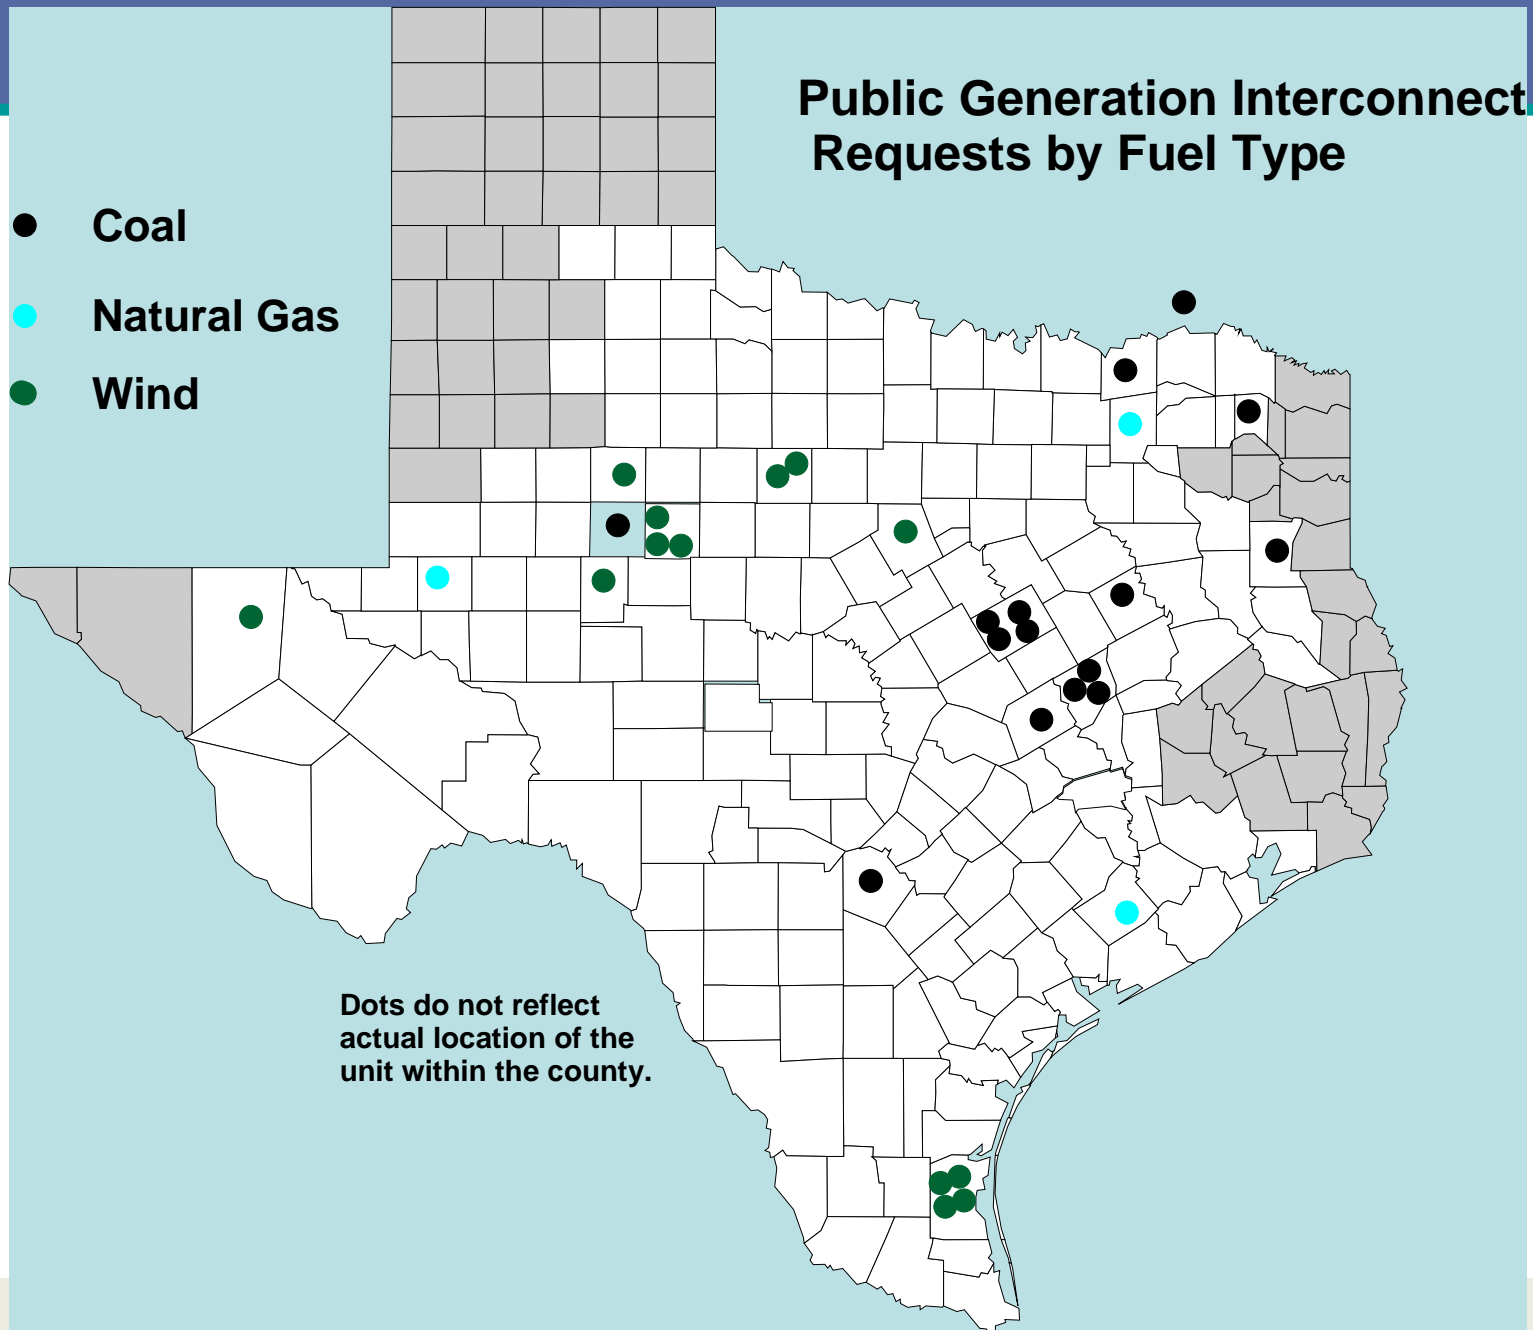 Public Generation Interconnect
Requests by Fuel Type
Coal
Natural Gas
Wind
Dots do not reflect
actual location of the
unit within the county.